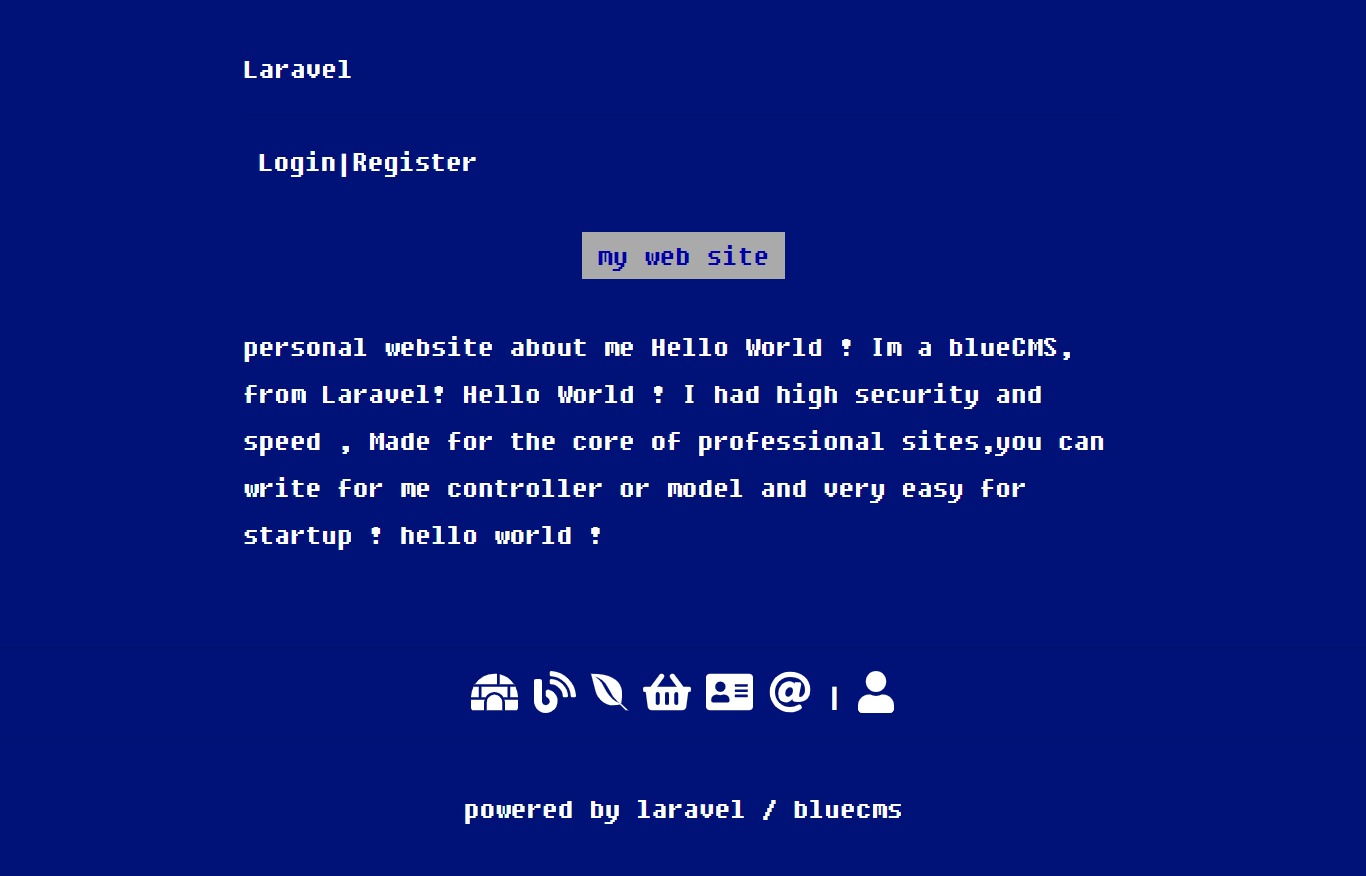 Laravel
Login|Register
my web site
personal website about me Hello World ! Im a blueCMS,
from Laravel! Hello World ! I had high security and
speed , Made for the core of professional sites,you can
write for me controller or model and very easy for
startup ! hello world !
|
powered by laravel / bluecms